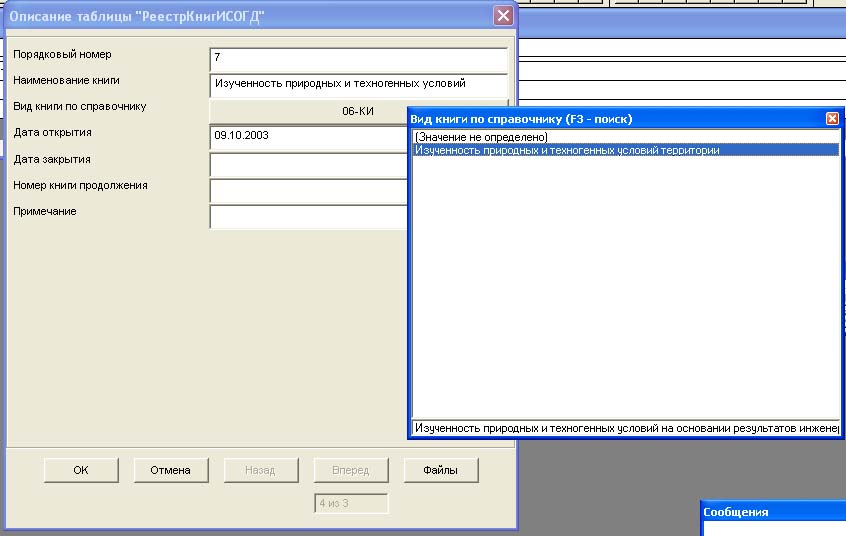 Описание таблицы "РеестрКнигИСОГД"
Порядковый номер
7
Наименование книги
Изученность природных и техногенных условий
Вид книги по справочнику
06-КИ
Дата открытия
09.10.2003
Дата закрытия
Номер книги продолжения
Примечание
Вид книги по справочнику (F3 - поиск)
(Значение не определено)
Изученность природных и техногенных условий территории
Изученность природных и техногенных условий на основании результатов инженер
OK
Отмена
Назад
Вперед
Файлы
4 из 3
Сообщения